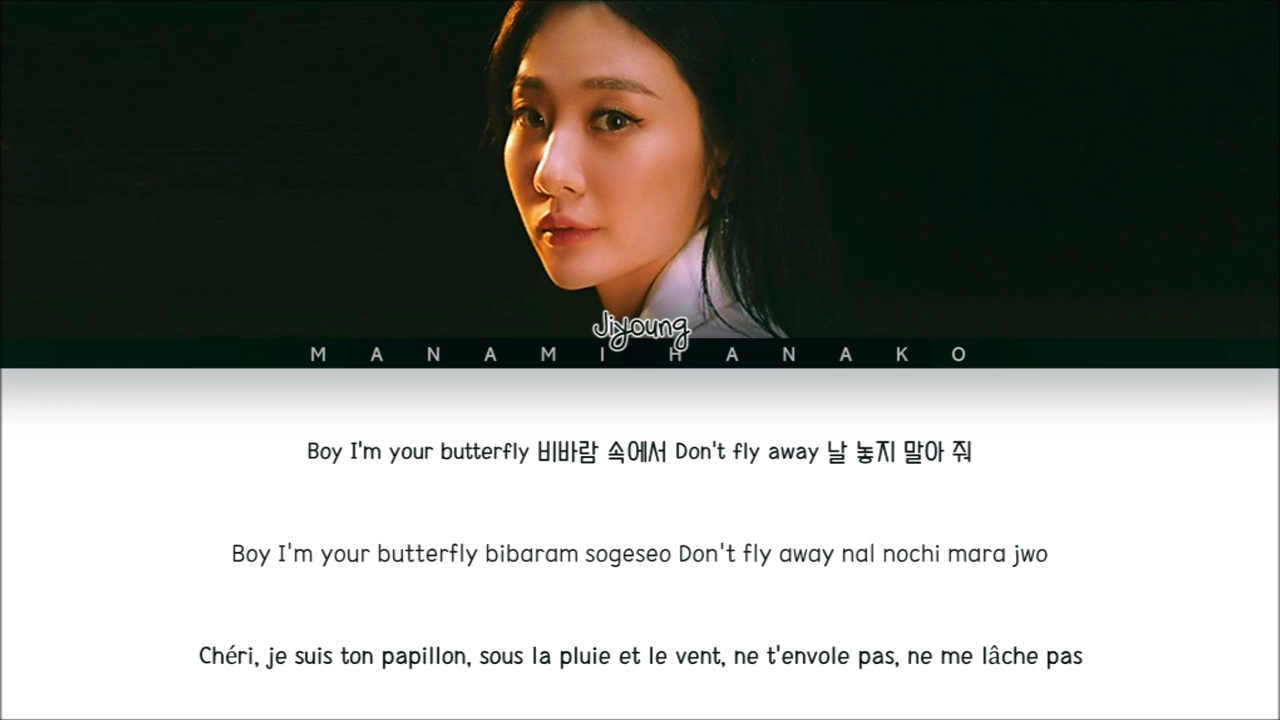 Jiyoung
MANAMI HANAKO
Boy I'm your butterfly 비바람 속에서 Don't fly away 날 놓지 말아 줘
Boy I'm your butterfly bibaram sogeseo Don't fly away nal nochi mara jwo
Chéri, je suis ton papillon, sous la pluie et le vent, ne t'envole pas, ne me lâche pas